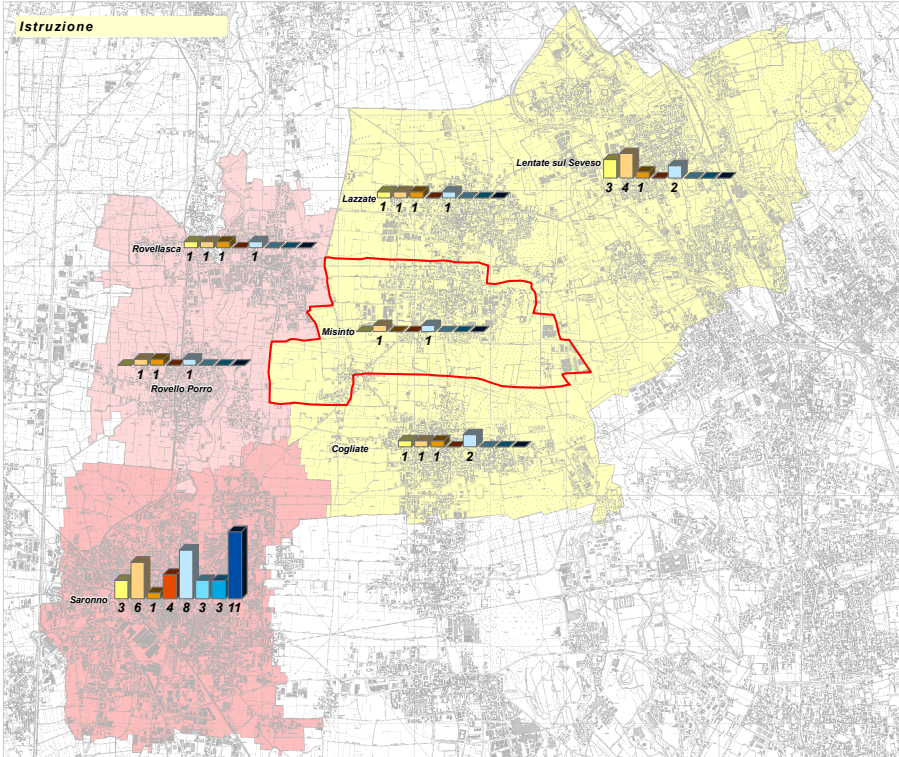 Istruzione
Lentate sul Seveso
3 4 1 2
Lazzate
1 1 1 1
Rovellasca
1 1 1 1
Misinto
1 1
1 1 1
Rovello Porro
Cogliate
1 1 1 2
Saronno
3 6 1 4 8 3 3 11